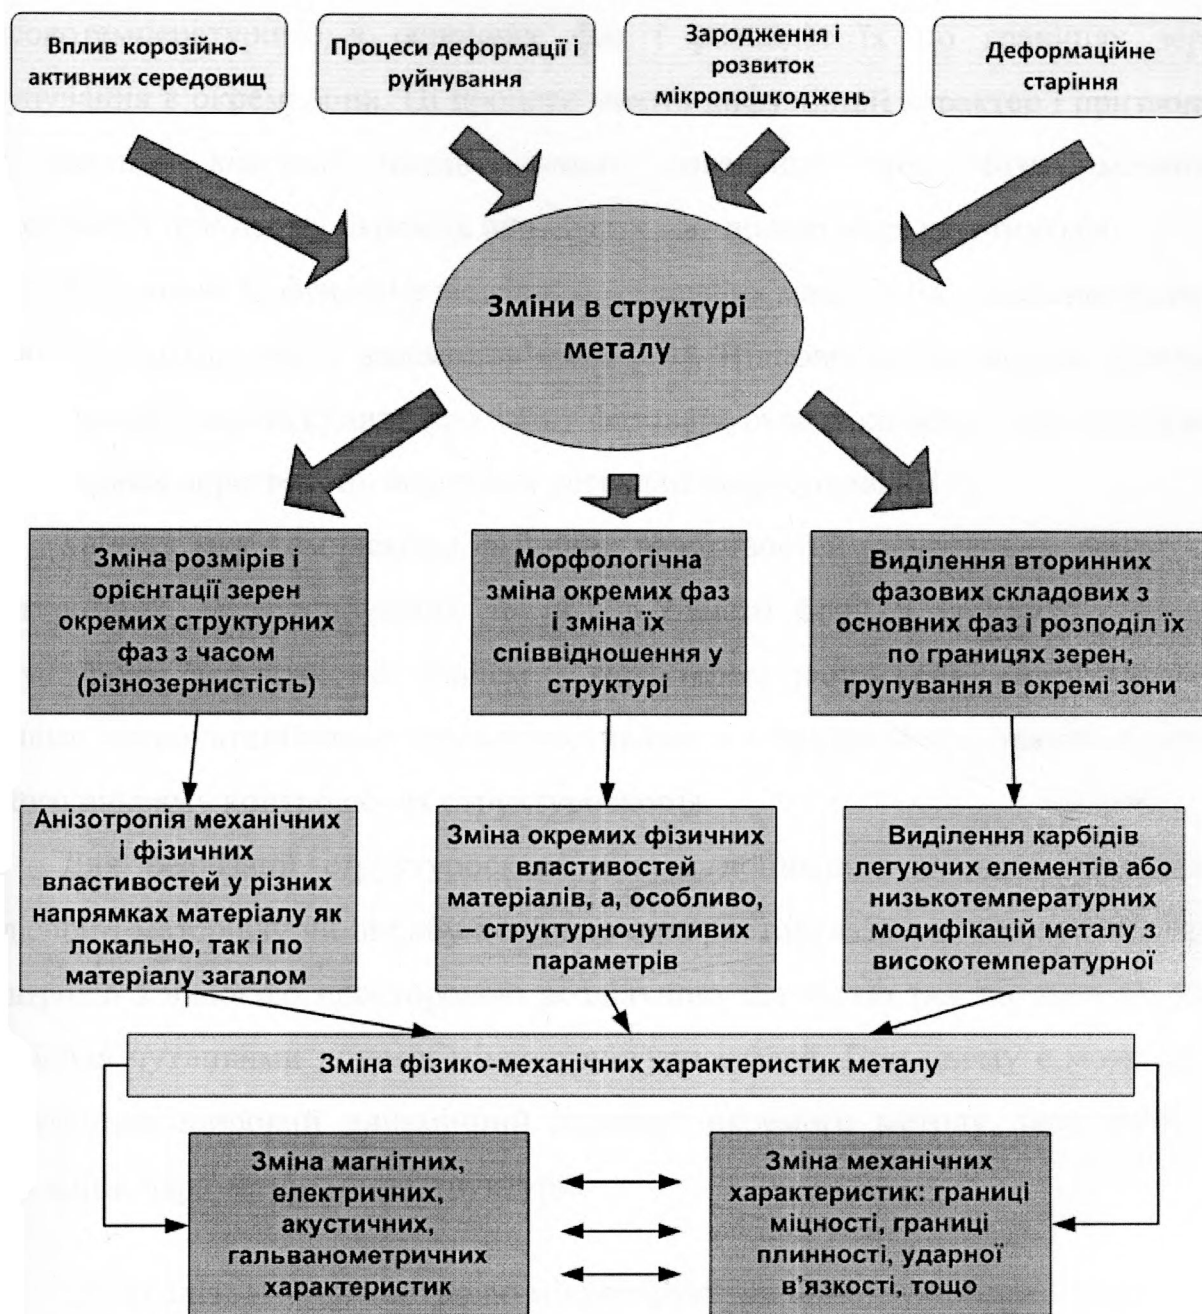 Вплив корозійно-
активних середовищ
Процеси деформації і
руйнування
Зародження і
розвиток
мікропошкоджень
Деформаційне
старіння
Зміни в структурі
металу
Зміна розмірів і
орієнтації зерен
окремих структурних
фаз з часом
(різнозернистість)
Морфологічна
зміна окремих фаз
і зміна їх
співвідношення у
структурі
Виділення вторинних
фазових складових з
основних фаз і розподіл їх
по границях зерен,
групування в окремі зони
Анізотропія механічних
і фізичних
властивостей у різних
напрямках матеріалу як
локально, так і по
матеріалу загалом
Зміна окремих фізичних
властивостей
матеріалів, а, особливо,
– структурночутливих
параметрів
Виділення карбідів
легуючих елементів або
низькотемпературних
модифікацій металу з
високотемпературної
Зміна фізико-механічних характеристик металу
Зміна магнітних,
електричних,
акустичних,
гальванометричних
характеристик
Зміна механічних
характеристик: границі
міцності, границі
плинності, ударної
в'язкості, тощо